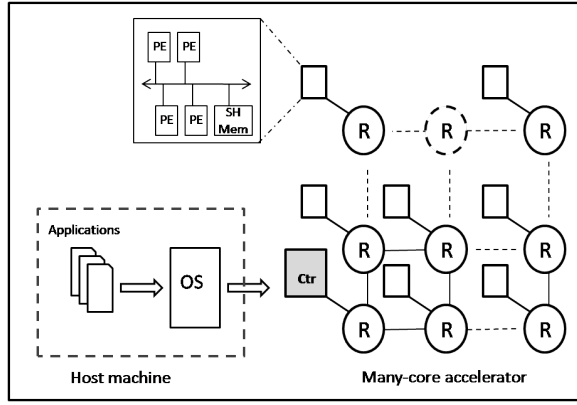 PE PE
PE PE SH
Mem
R R R
Applications
OS
R R R
Ctr
R R R
Host machine Many-core accelerator